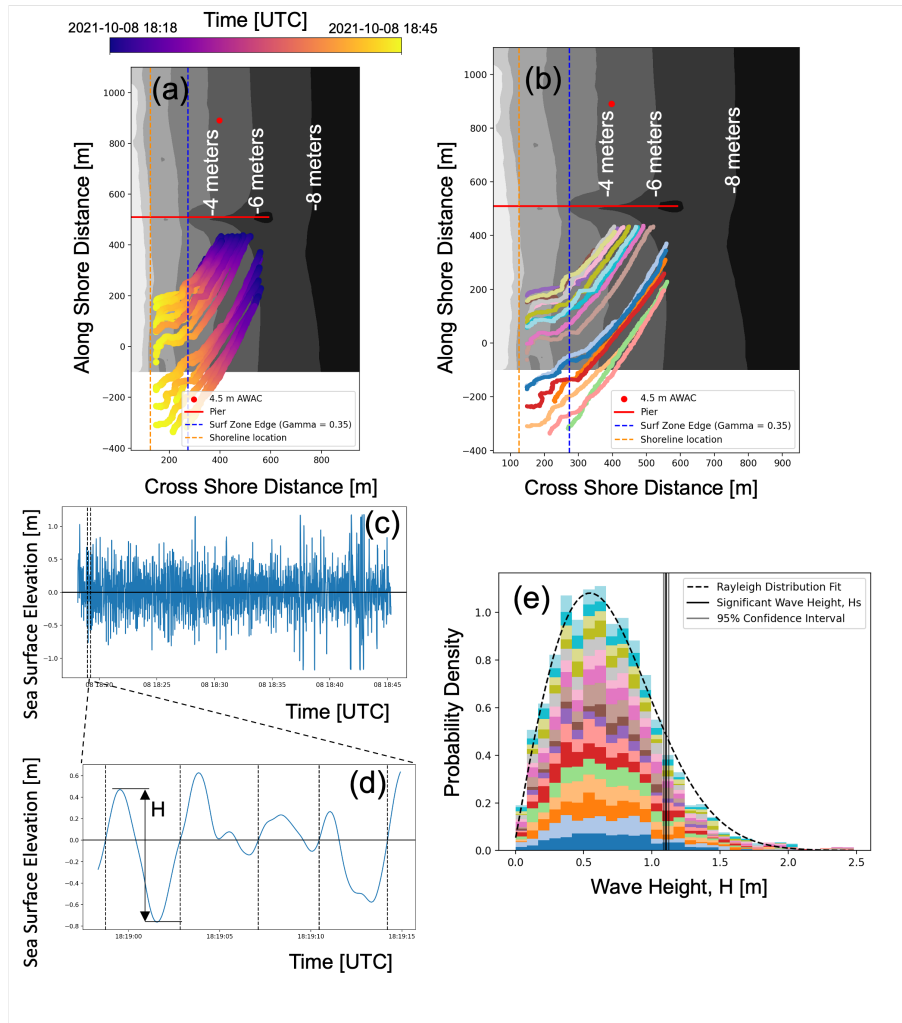 Time [UTC]
2021-10-08 18:18
2021-10-08 18:45
(a)
-4 meters
-6 meters
-8 meters
1000
800
600
400
200
0
−200
−400
200
400
600
800
Along Shore Distance [m]
Cross Shore Distance [m]
4.5 m AWAC
Pier
Surf Zone Edge (Gamma = 0.35)
Shoreline location
(b)
-4 meters
-6 meters
-8 meters
1000
800
600
400
200
0
−200
−400
100
200
300
400
500
600
700
800
900
Along Shore Distance [m]
Cross Shore Distance [m]
4.5 m AWAC
Pier
Surf Zone Edge (Gamma = 0.35)
Shoreline location
(c)
Sea Surface Elevation [m]
1.0
0.5
0.0
−0.5
−1.0
08 18:20
08 18:25
08 18:30
08 18:35
08 18:40
08 18:45
Time [UTC]
(d)
H
Sea Surface Elevation [m]
0.6
0.4
0.2
0.0
−0.2
−0.4
−0.6
−0.8
18:19:00
18:19:05
18:19:10
18:19:15
Time [UTC]
(e)
Rayleigh Distribution Fit
Significant Wave Height, Hs
95% Confidence Interval
Probability Density
1.0
0.8
0.6
0.4
0.2
0.0
0.0
0.5
1.0
1.5
2.0
2.5
Wave Height, H [m]